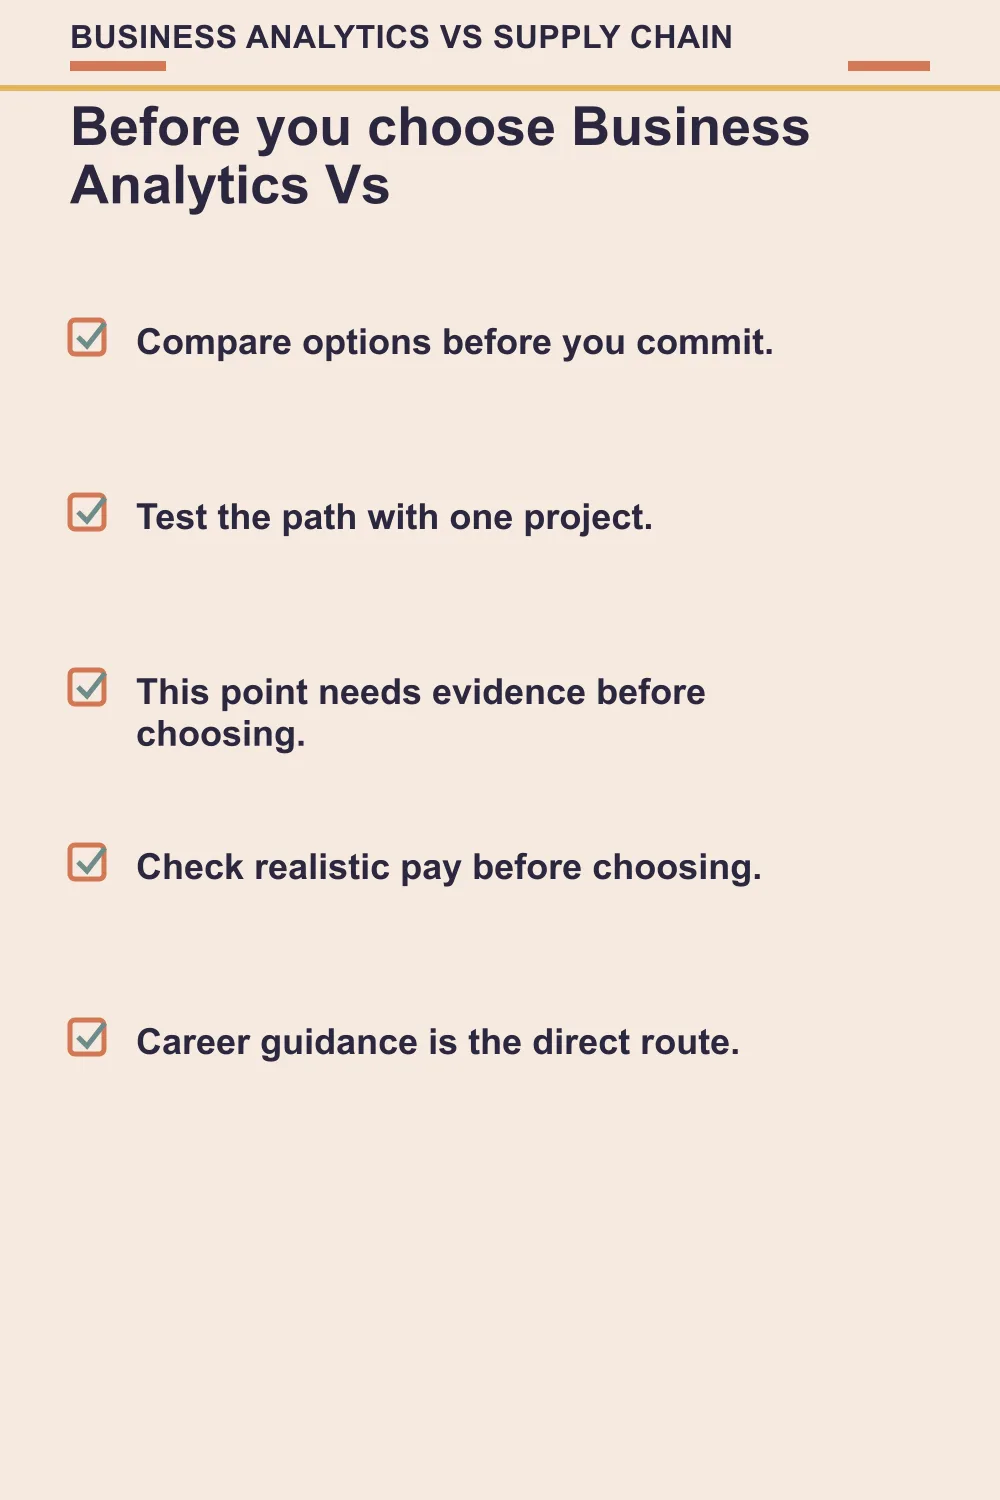 BUSINESS ANALYTICS VS SUPPLY CHAIN
Before you choose Business
Analytics Vs
Compare options before you commit.
Test the path with one project.
This point needs evidence before
choosing.
Check realistic pay before choosing.
Career guidance is the direct route.